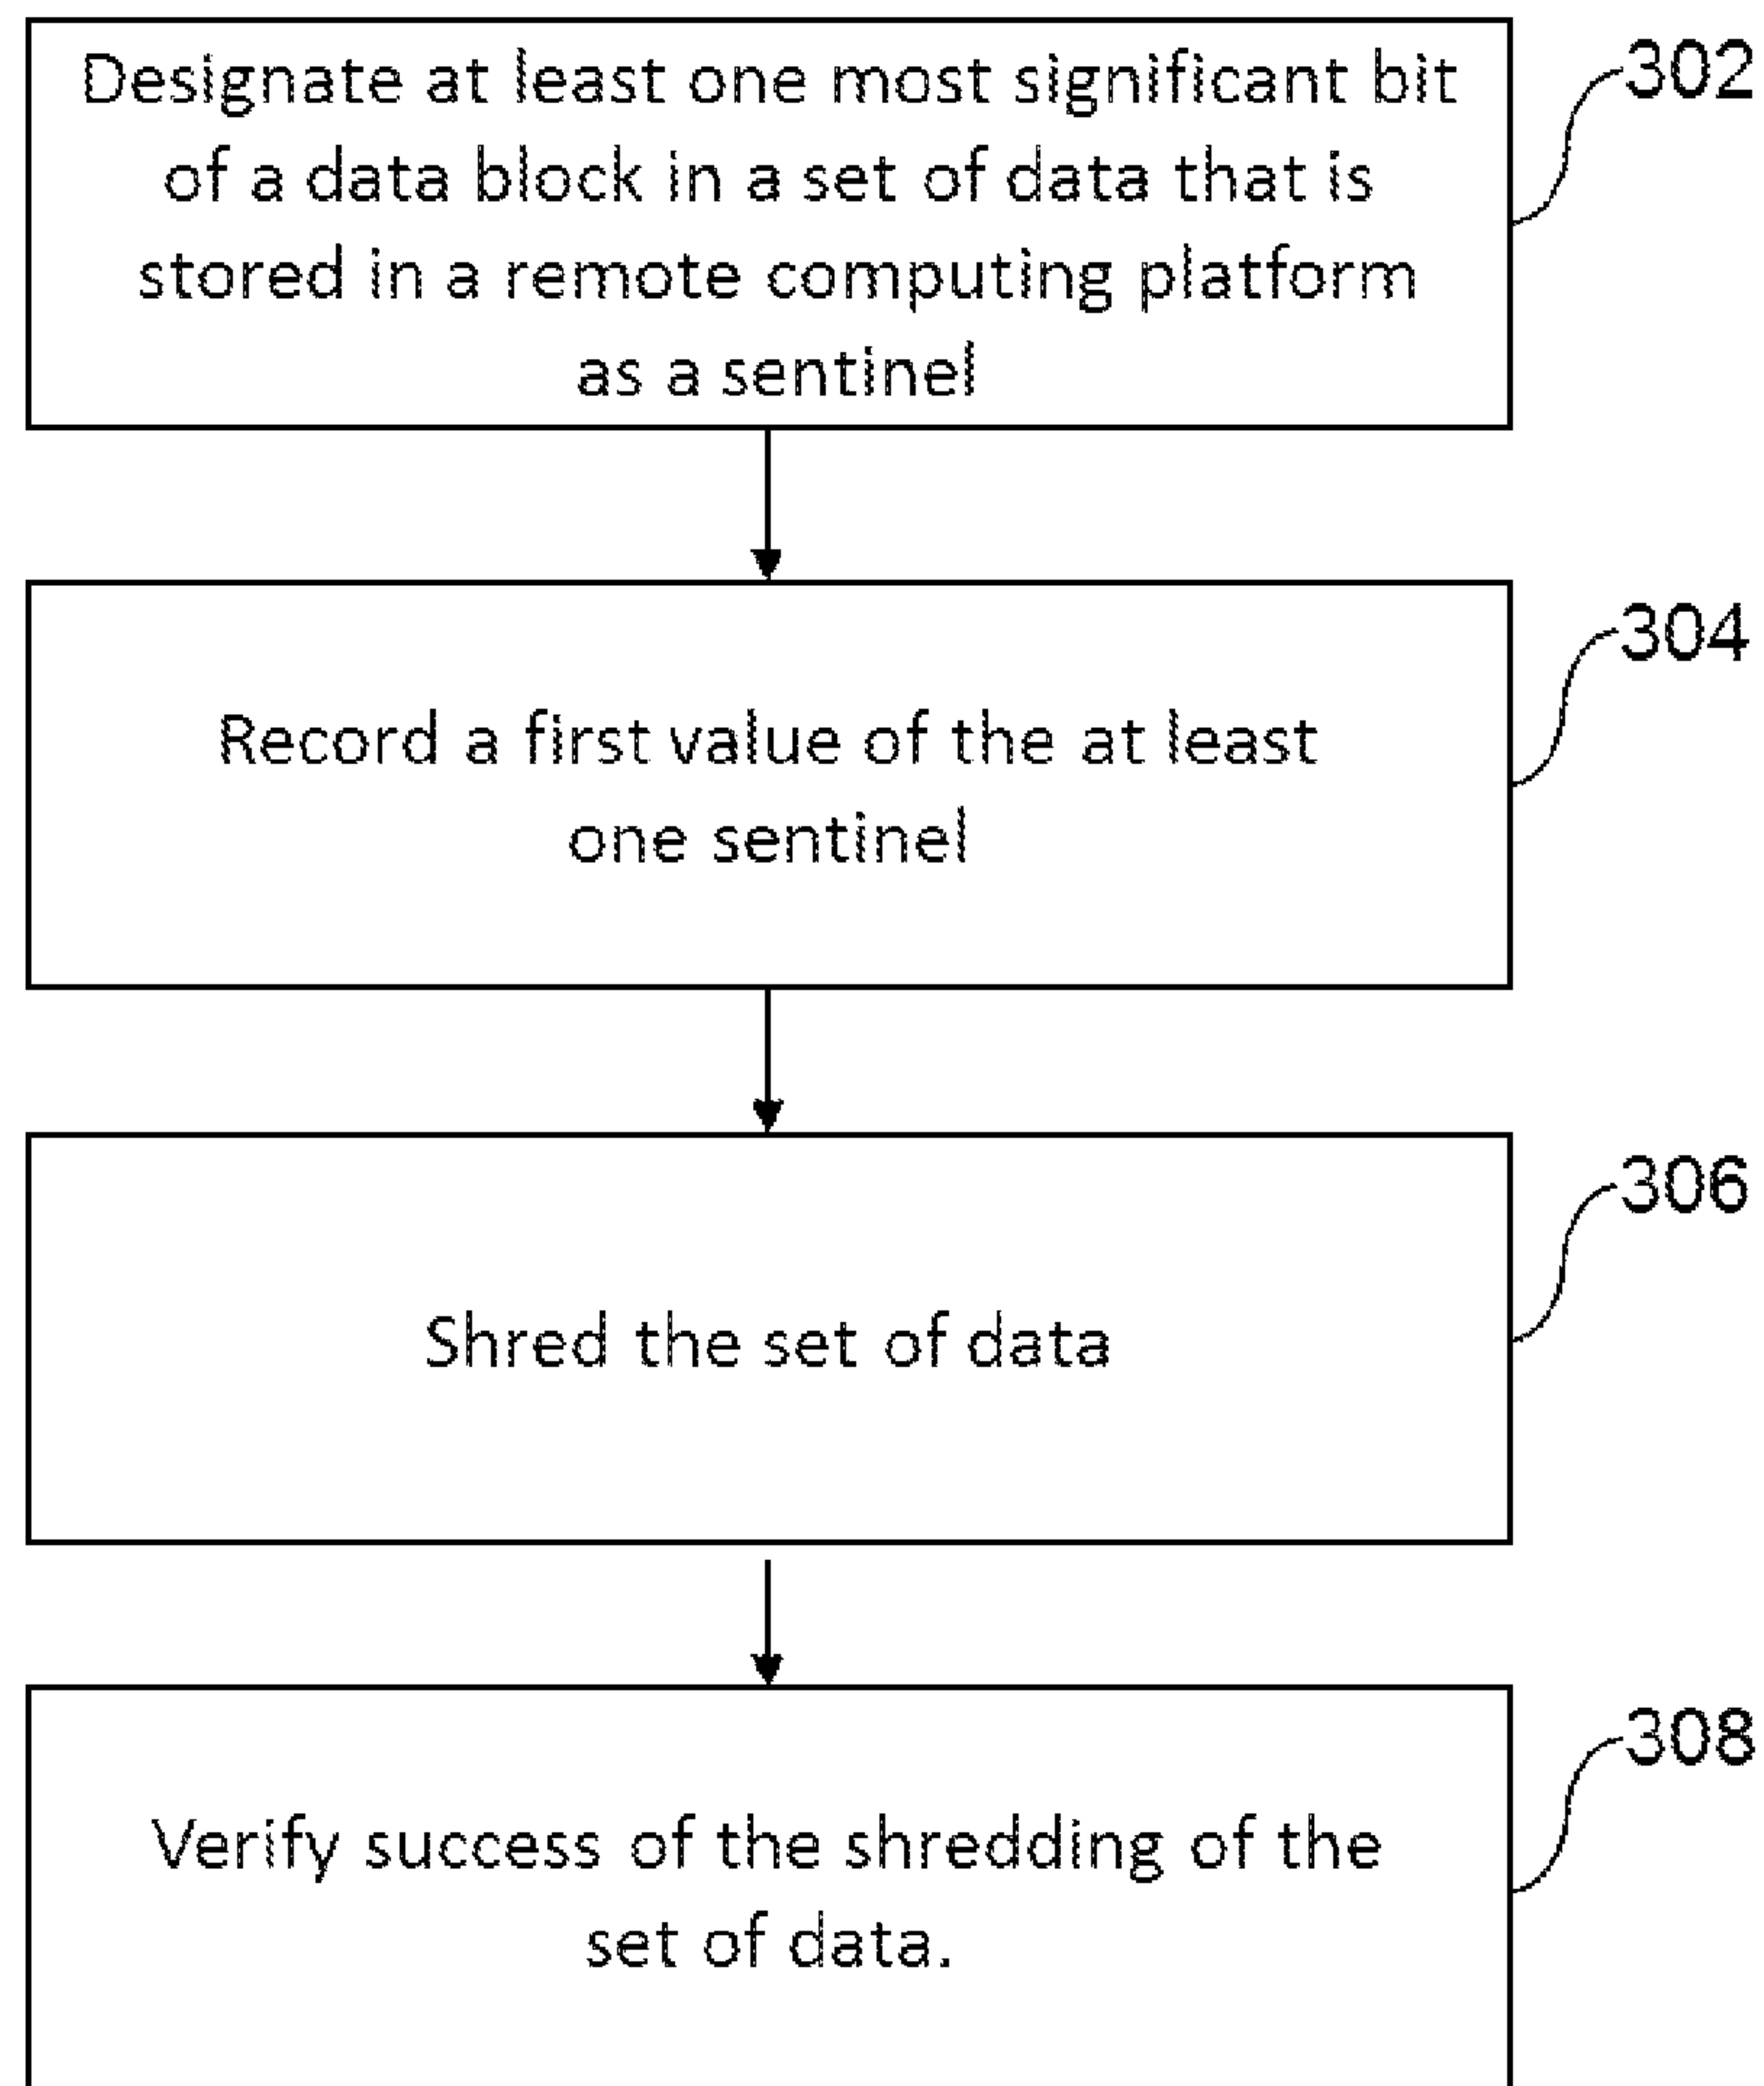 Designate at least one most significant bit
302
of a data block in a set of data that is
stored in a remote computing platform
as a sentinel
304
Record a first value of the at least
one sentinel
306
Shred the set of data
308
Verify success of the shredding of the
set of data.